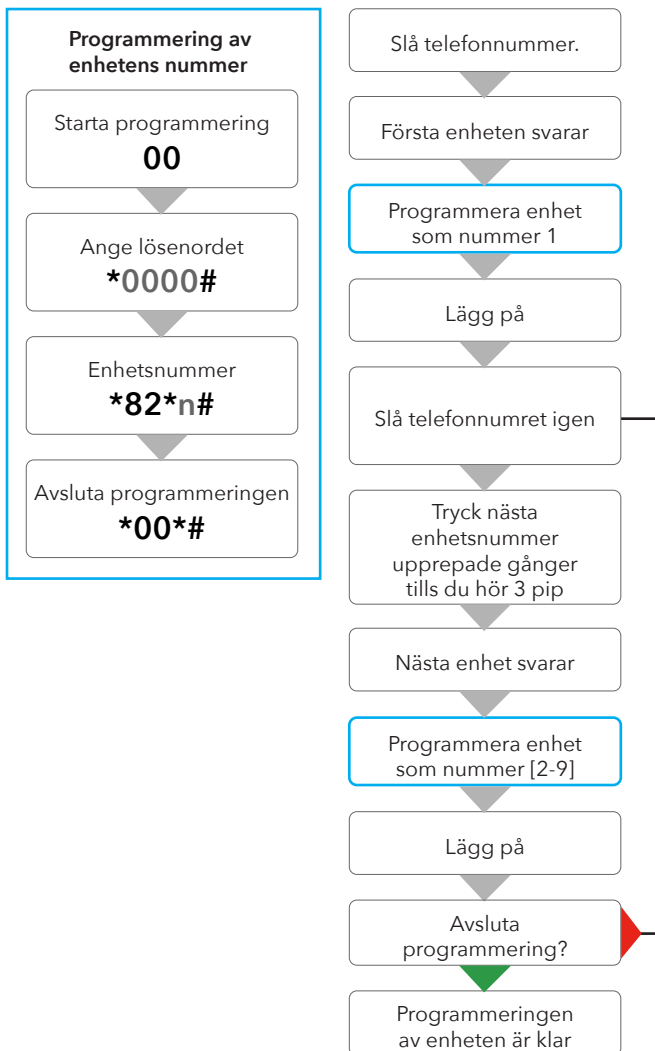 Programmering av
enhetens nummer
Starta programmering
00
Ange lösenordet
*0000#
Enhetsnummer
*82*n#
Avsluta programmeringen
*00*#
Slå telefonnummer.
Första enheten svarar
Programmera enhet
som nummer 1
Lägg på
Slå telefonnumret igen
Tryck nästa
enhetsnummer
upprepade gånger
tills du hör 3 pip
Nästa enhet svarar
Programmera enhet
som nummer [2-9]
Lägg på
Avsluta
programmering?
Programmeringen
av enheten är klar